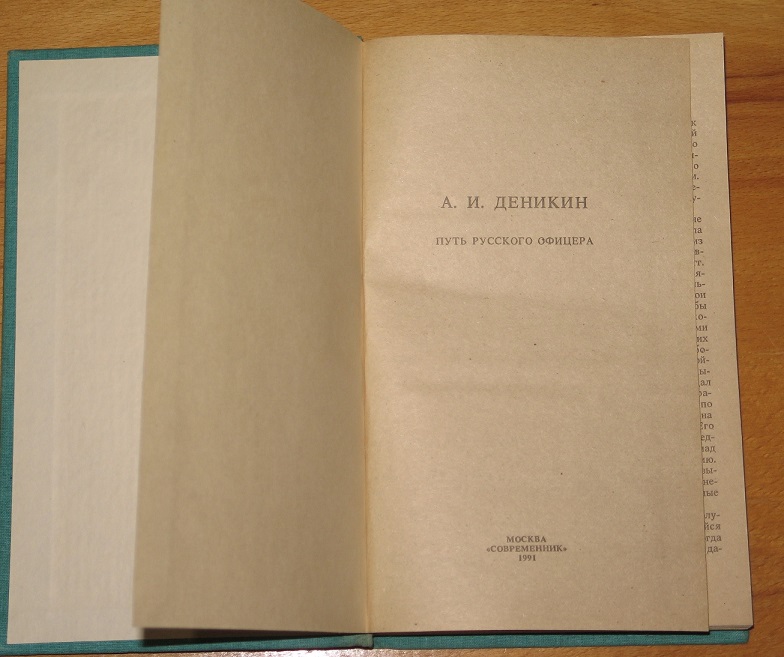 А. И. ДЕНИКИН
ПУТЬ РУССКОГО ОФИЦЕРА
МОСКВА
«СОВРЕМЕННИК»
1991